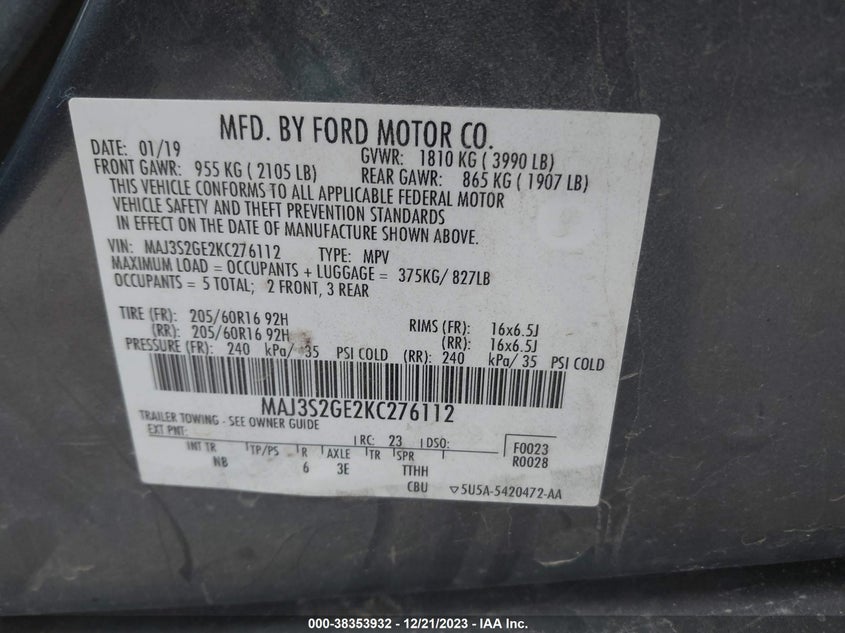 MFD. BY FORD MOTOR CO.
DATE: 01/19 GVWR: 1810 KG ( 3990 LB)
FRONT GAWR: 955 KG ( 2105 LB) REAR GAWR: 865 KG ( 1907 LB)
THIS VEHICLE CONFORMS TO ALL APPLICABLE FEDERAL MOTOR
VEHICLE SAFETY AND THEFT PREVENTION STANDARDS
IN EFFECT ON THE DATE OF MANUFACTURE SHOWN ABOVE.
VIN: MAJ3S2GE2KC276112 TYPE: MPV
MAXIMUM LOAD = OCCUPANTS + LUGGAGE = 375KG/ 827LB
OCCUPANTS = 5 TOTAL; 2 FRONT, 3 REAR
TIRE (FR): 205/60R16 92H RIMS (FR): 16x6.5J
(RR): 205/60R16 92H (RR): 16x6.5J
PRESSURE (FR): 240 kPa/ 35 PSI COLD (RR): 240 kPa/ 35 PSI COLD
MAJ3S2GE2KC276112
TRAILER TOWING - SEE OWNER GUIDE
EXT PNT: RC: 23 DSO: F0023
INT TR TP/PS R AXLE TR SPR R0028
NB 6 3E TTHH
CBU ▽5U5A-5420472-AA
000-38353932 - 12/21/2023 - IAA Inc.